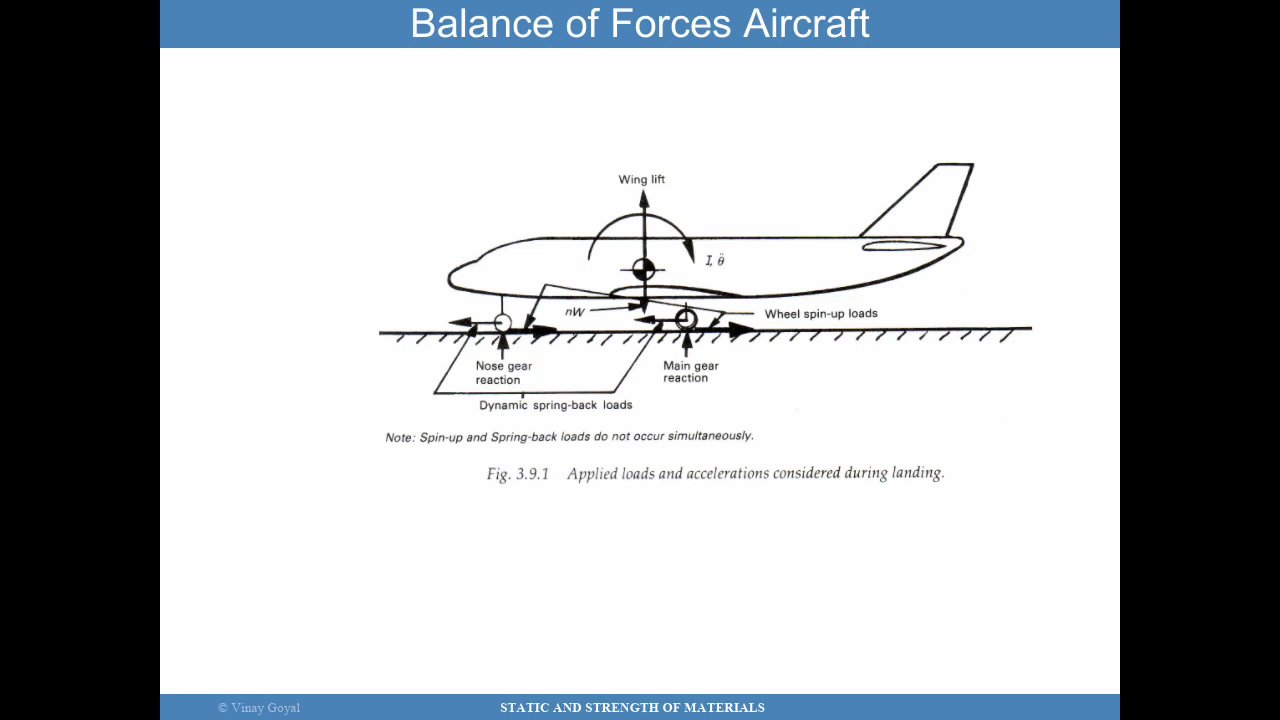 Balance of Forces Aircraft
Wing lift
I, θ̈
nW
Wheel spin-up loads
Nose gear
reaction
Main gear
reaction
Dynamic spring-back loads
Note: Spin-up and Spring-back loads do not occur simultaneously.
Fig. 3.9.1 Applied loads and accelerations considered during landing.
© Vinay Goyal
STATIC AND STRENGTH OF MATERIALS